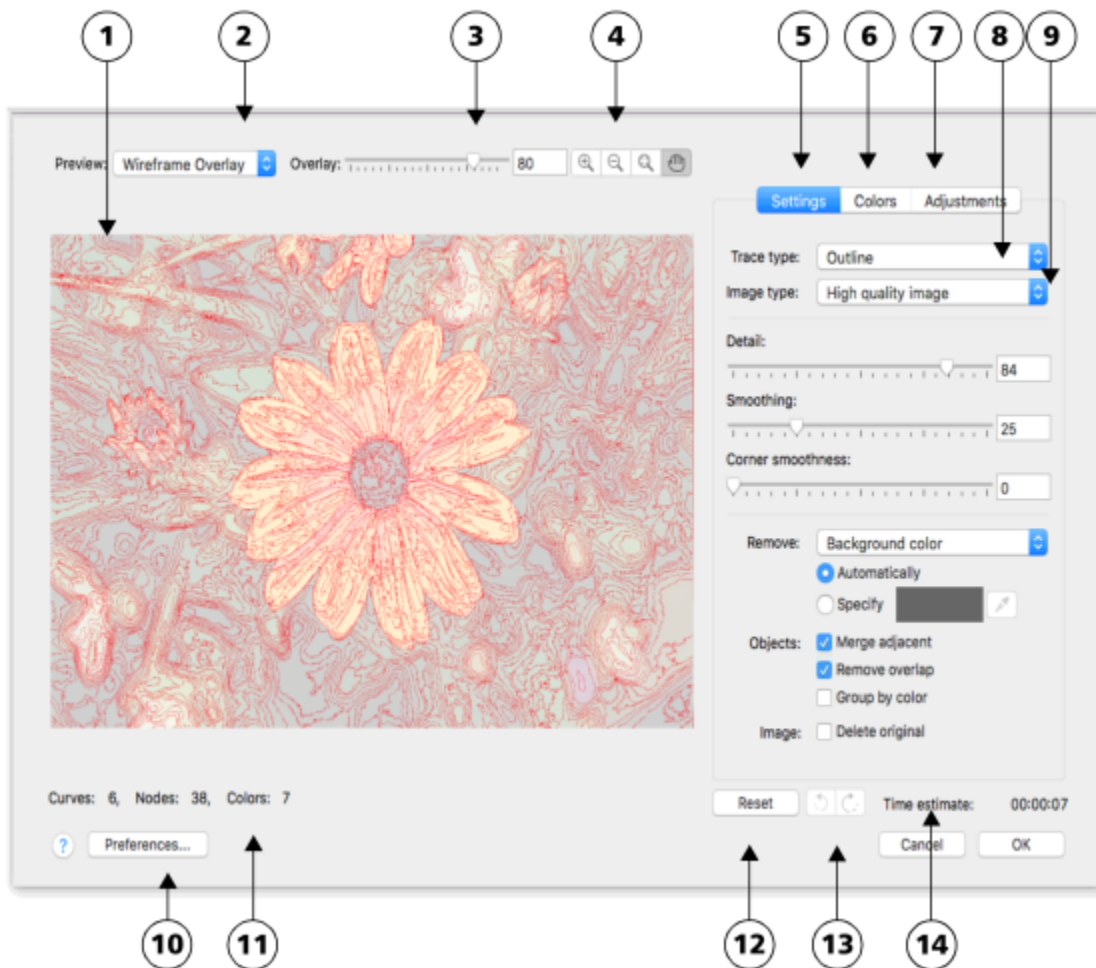 1 2 3 4 5 6 7 8 9
Preview: Wireframe Overlay Overlay: 80
Settings Colors Adjustments
Trace type: Outline
Image type: High quality image
Detail:
84
Smoothing:
25
Corner smoothness:
0
Remove: Background color
Automatically
Specify
Objects: Merge adjacent
Remove overlap
Group by color
Image: Delete original
Curves: 6, Nodes: 38, Colors: 7
Reset Time estimate: 00:00:07
? Preferences... Cancel OK
10 11 12 13 14